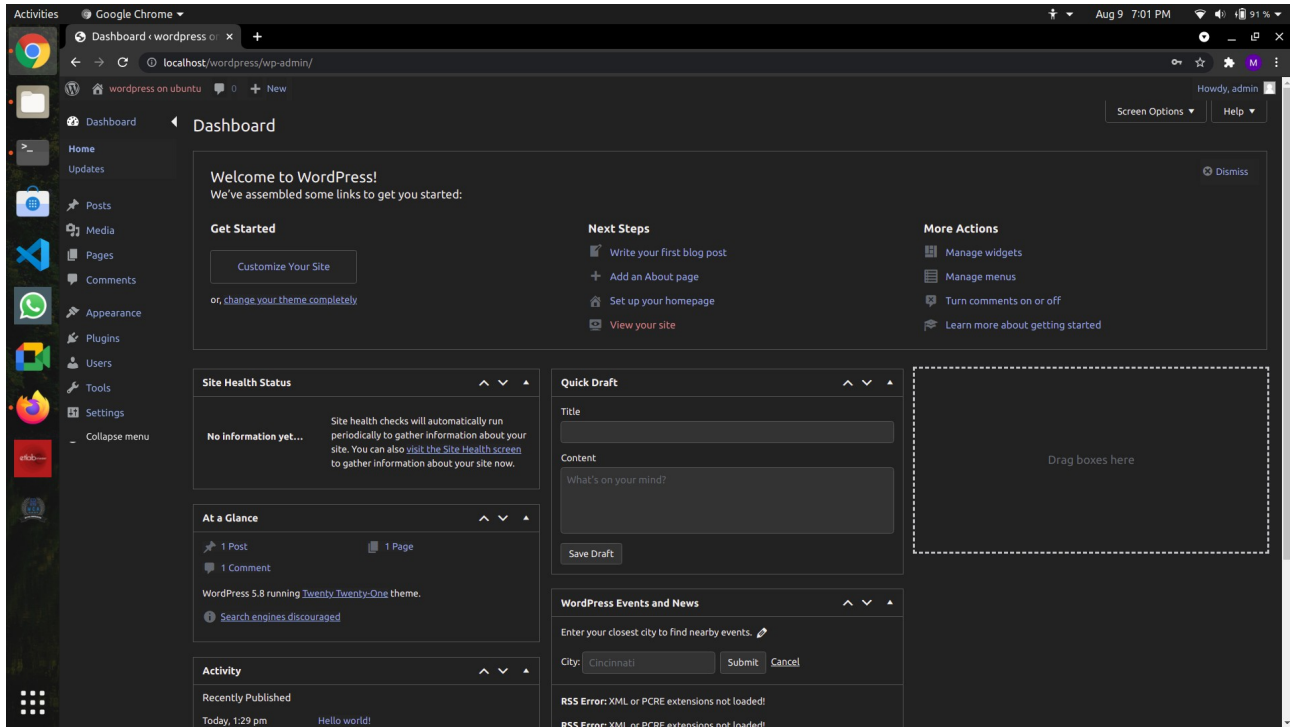 Activities
Google Chrome
Aug 9 7:01 PM
91 %
Dashboard ‹ wordpress on
localhost/wordpress/wp-admin/
M
wordpress on ubuntu
0
New
Howdy, admin
Screen Options
Help
Dashboard
Home
Updates
Posts
Media
Pages
Comments
Appearance
Plugins
Users
Tools
Settings
Collapse menu
Dashboard
Welcome to WordPress!
We've assembled some links to get you started:
Dismiss
Get Started
Customize Your Site
or, change your theme completely
Next Steps
Write your first blog post
Add an About page
Set up your homepage
View your site
More Actions
Manage widgets
Manage menus
Turn comments on or off
Learn more about getting started
Site Health Status
No information yet...
Site health checks will automatically run
periodically to gather information about your
site. You can also visit the Site Health screen
to gather information about your site now.
At a Glance
1 Post
1 Page
1 Comment
WordPress 5.8 running Twenty Twenty-One theme.
Search engines discouraged
Activity
Recently Published
Today, 1:29 pm
Hello world!
Quick Draft
Title
Content
What's on your mind?
Save Draft
WordPress Events and News
Enter your closest city to find nearby events.
City:
Cincinnati
Submit
Cancel
RSS Error: XML or PCRE extensions not loaded!
RSS Error: XML or PCRE extensions not loaded!
Drag boxes here